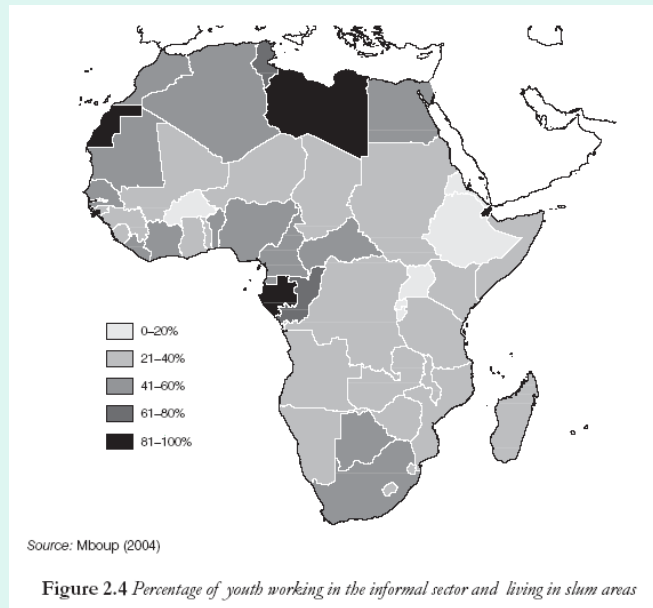 0–20%
21–40%
41–60%
61–80%
81–100%
Source: Mboup (2004)
Figure 2.4 Percentage of youth working in the informal sector and living in slum areas